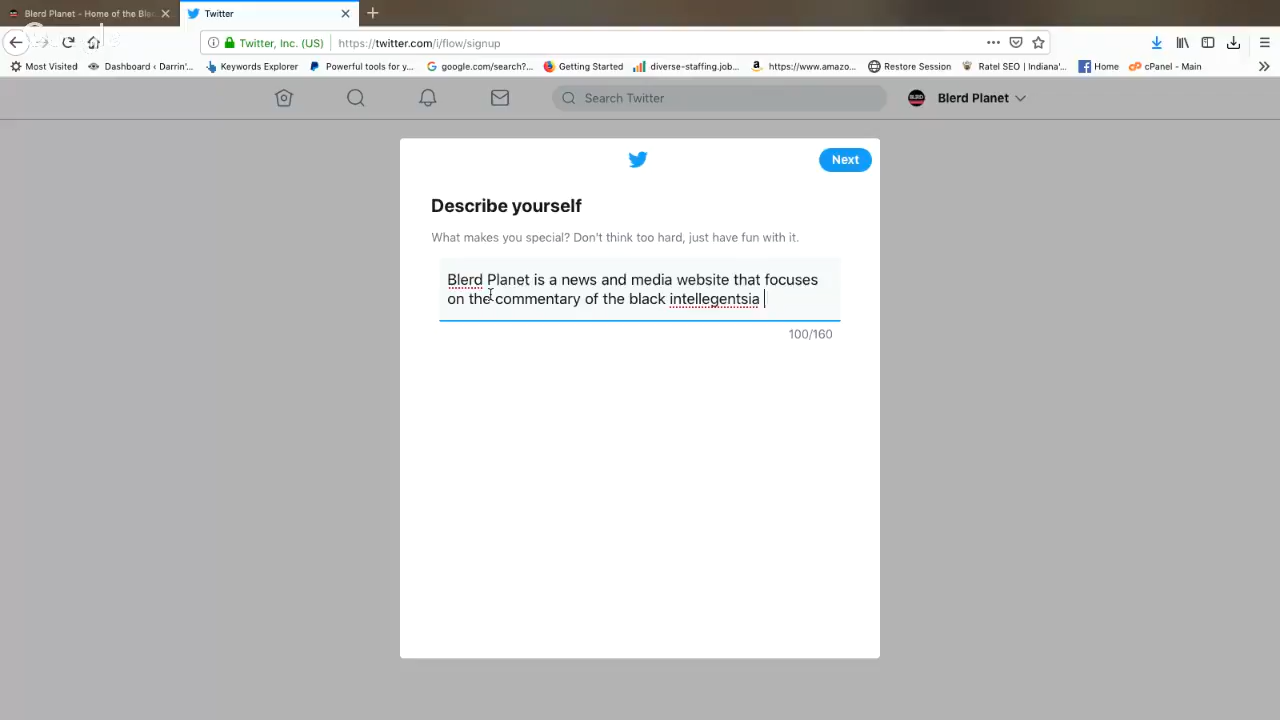 Blerd Planet - Home of the Ble
Twitter
Twitter, Inc. (US)
https://twitter.com/i/flow/signup
Most Visited
Dashboard ‹ Darrin'...
Keywords Explorer
Powerful tools for y...
google.com/search?...
Getting Started
diverse-staffing.job...
https://www.amazo...
Restore Session
Ratel SEO | Indiana'...
Home
cPanel - Main
Search Twitter
Blerd Planet
Next
Describe yourself
What makes you special? Don't think too hard, just have fun with it.
Blerd Planet is a news and media website that focuses
on the commentary of the black intellegentsia
100/160